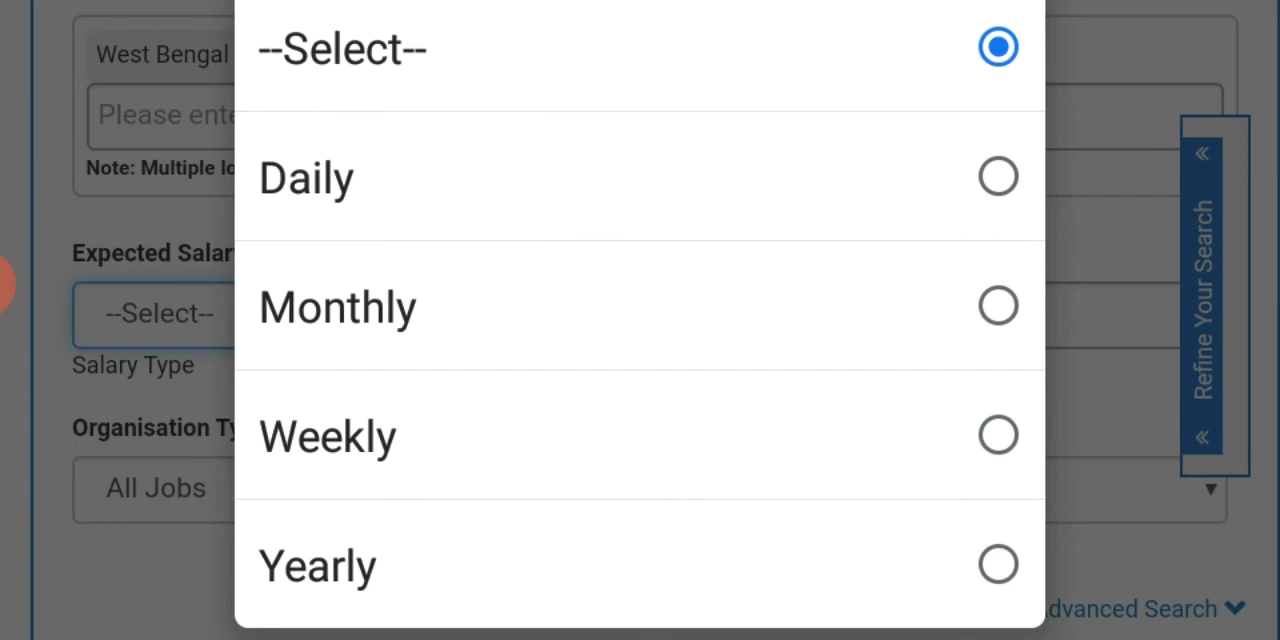 --Select--
West Bengal
Please ente
Note: Multiple lo
Daily
Expected Salar
Monthly
--Select--
Salary Type
Organisation Ty
Weekly
All Jobs
Yearly
Refine Your Search
dvanced Search